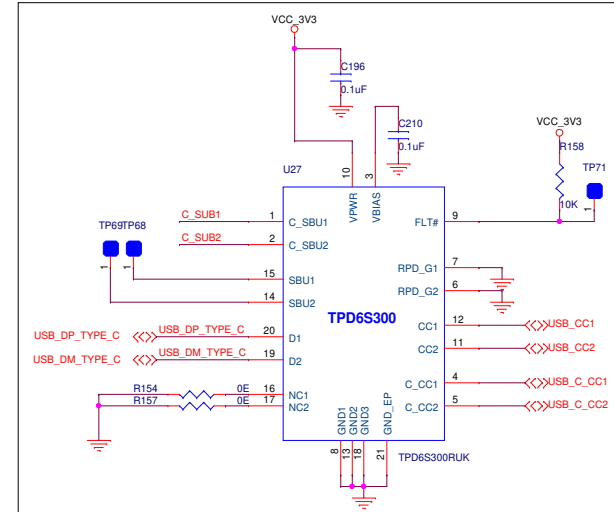 VCC_3V3
C196
0.1uF
C210
0.1uF
VCC_3V3
R158
10K
TP71
1
U27
10
3
VPWR
VBIAS
C_SUB1
1
C_SBU1
FLT#
9
C_SUB2
2
C_SBU2
TP69TP68
1
1
15
SBU1
14
SBU2
RPD_G1
7
RPD_G2
6
TPD6S300
USB_DP_TYPE_C
USB_DP_TYPE_C
20
D1
USB_DM_TYPE_C
USB_DM_TYPE_C
19
D2
CC1
12
USB_CC1
CC2
11
USB_CC2
C_CC1
4
USB_C_CC1
C_CC2
5
USB_C_CC2
R154
0E
16
NC1
R157
0E
17
NC2
GND1
GND2
GND3
GND_EP
8
13
18
21
TPD6S300RUK